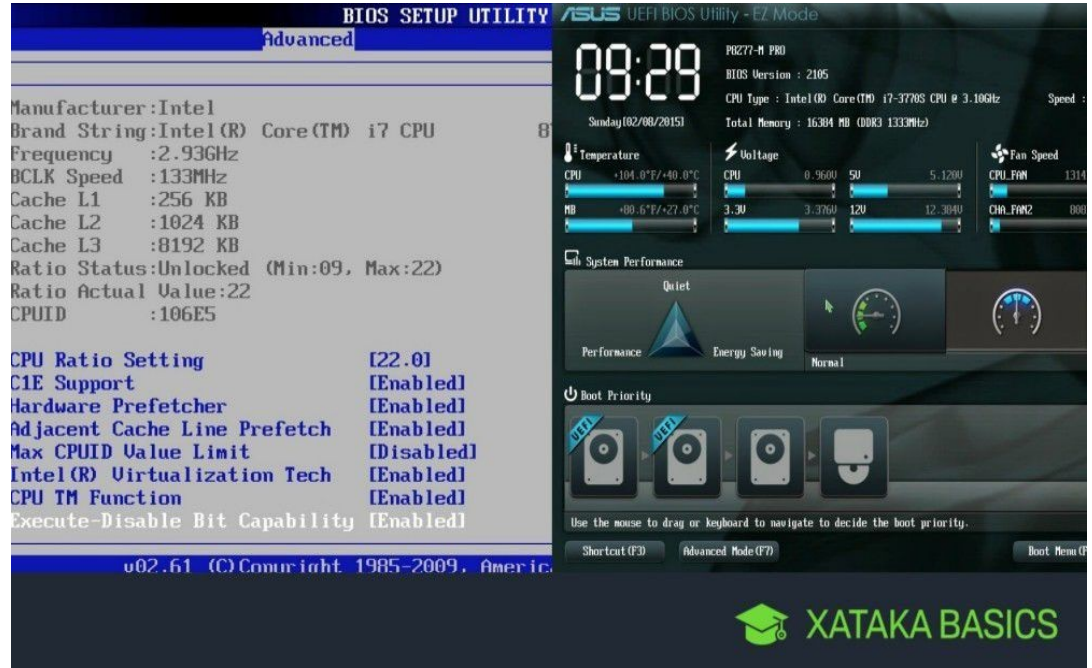 BIOS SETUP UTILITY
Advanced
Manufacturer:Intel
Brand String:Intel(R) Core(TM) i7 CPU 8
Frequency :2.93GHz
BCLK Speed :133MHz
Cache L1 :256 KB
Cache L2 :1024 KB
Cache L3 :8192 KB
Ratio Status:Unlocked (Min:09, Max:22)
Ratio Actual Value:22
CPUID :106E5
CPU Ratio Setting [22.0]
C1E Support [Enabled]
Hardware Prefetcher [Enabled]
Adjacent Cache Line Prefetch [Enabled]
Max CPUID Value Limit [Disabled]
Intel(R) Virtualization Tech [Enabled]
CPU TM Function [Enabled]
Execute-Disable Bit Capability [Enabled]
v02.61 (C)Copyright 1985-2009, Americ
ASUS UEFI BIOS Utility - EZ Mode
09:29
Sunday[02/08/2015]
P8Z77-M PRO
BIOS Version : 2105
CPU Type : Intel(R) Core(TM) i7-3770S CPU @ 3.10GHz Speed :
Total Memory : 16384 MB (DDR3 1333MHz)
Temperature
CPU +104.0°F/+40.0°C
MB +80.6°F/+27.0°C
Voltage
CPU 0.960V 5V 5.120V
3.3V 3.376V 12V 12.384V
Fan Speed
CPU_FAN 1314
CHA_FAN2
System Performance
Quiet
Performance Energy Saving
Normal
Boot Priority
UEFI UEFI
Use the mouse to drag or keyboard to navigate to decide the boot priority.
Shortcut(F3) Advanced Mode(F7) Boot Menu(F
XATAKA BASICS